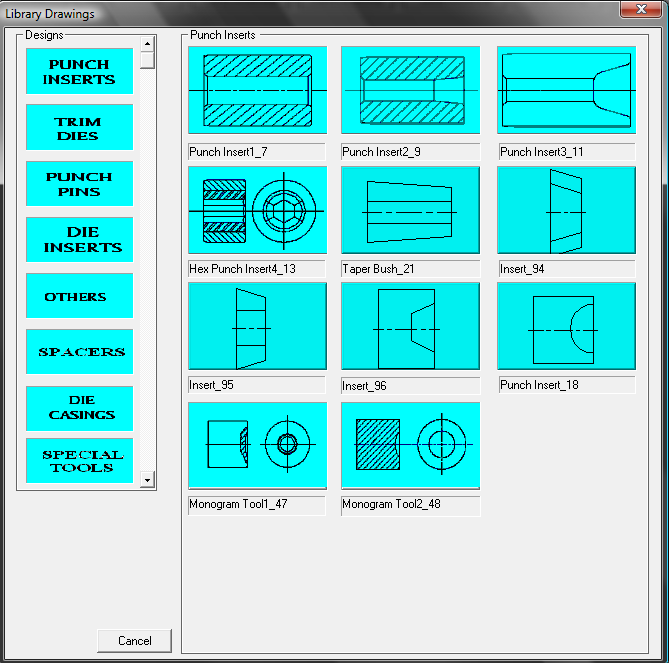 Library Drawings
Designs
PUNCH
INSERTS
TRIM
DIES
PUNCH
PINS
DIE
INSERTS
OTHERS
SPACERS
DIE
CASINGS
SPECIAL
TOOLS
Punch Inserts
Punch Insert1_7
Punch Insert2_9
Punch Insert3_11
Hex Punch Insert4_13
Taper Bush_21
Insert_94
Insert_95
Insert_96
Punch Insert_18
Monogram Tool1_47
Monogram Tool2_48
Cancel